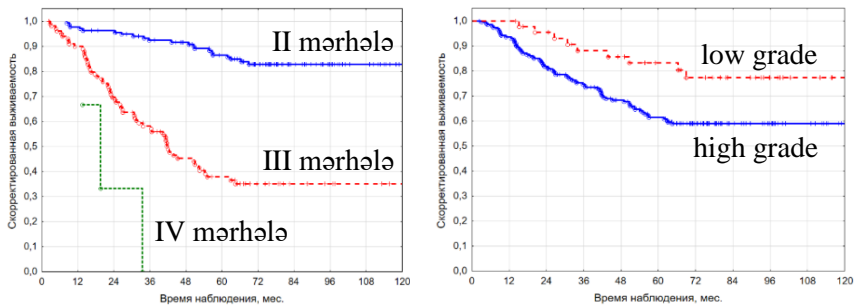 Скорректированная выживаемость
1,0
0,9
0,8
0,7
0,6
0,5
0,4
0,3
0,2
0,1
0,0
II mərhələ
III mərhələ
IV mərhələ
0 12 24 36 48 60 72 84 96 108 120
Время наблюдения, мес.
Скорректированная выживаемость
1,0
0,9
0,8
0,7
0,6
0,5
0,4
0,3
0,2
0,1
0,0
low grade
high grade
0 12 24 36 48 60 72 84 96 108 120
Время наблюдения, мес.